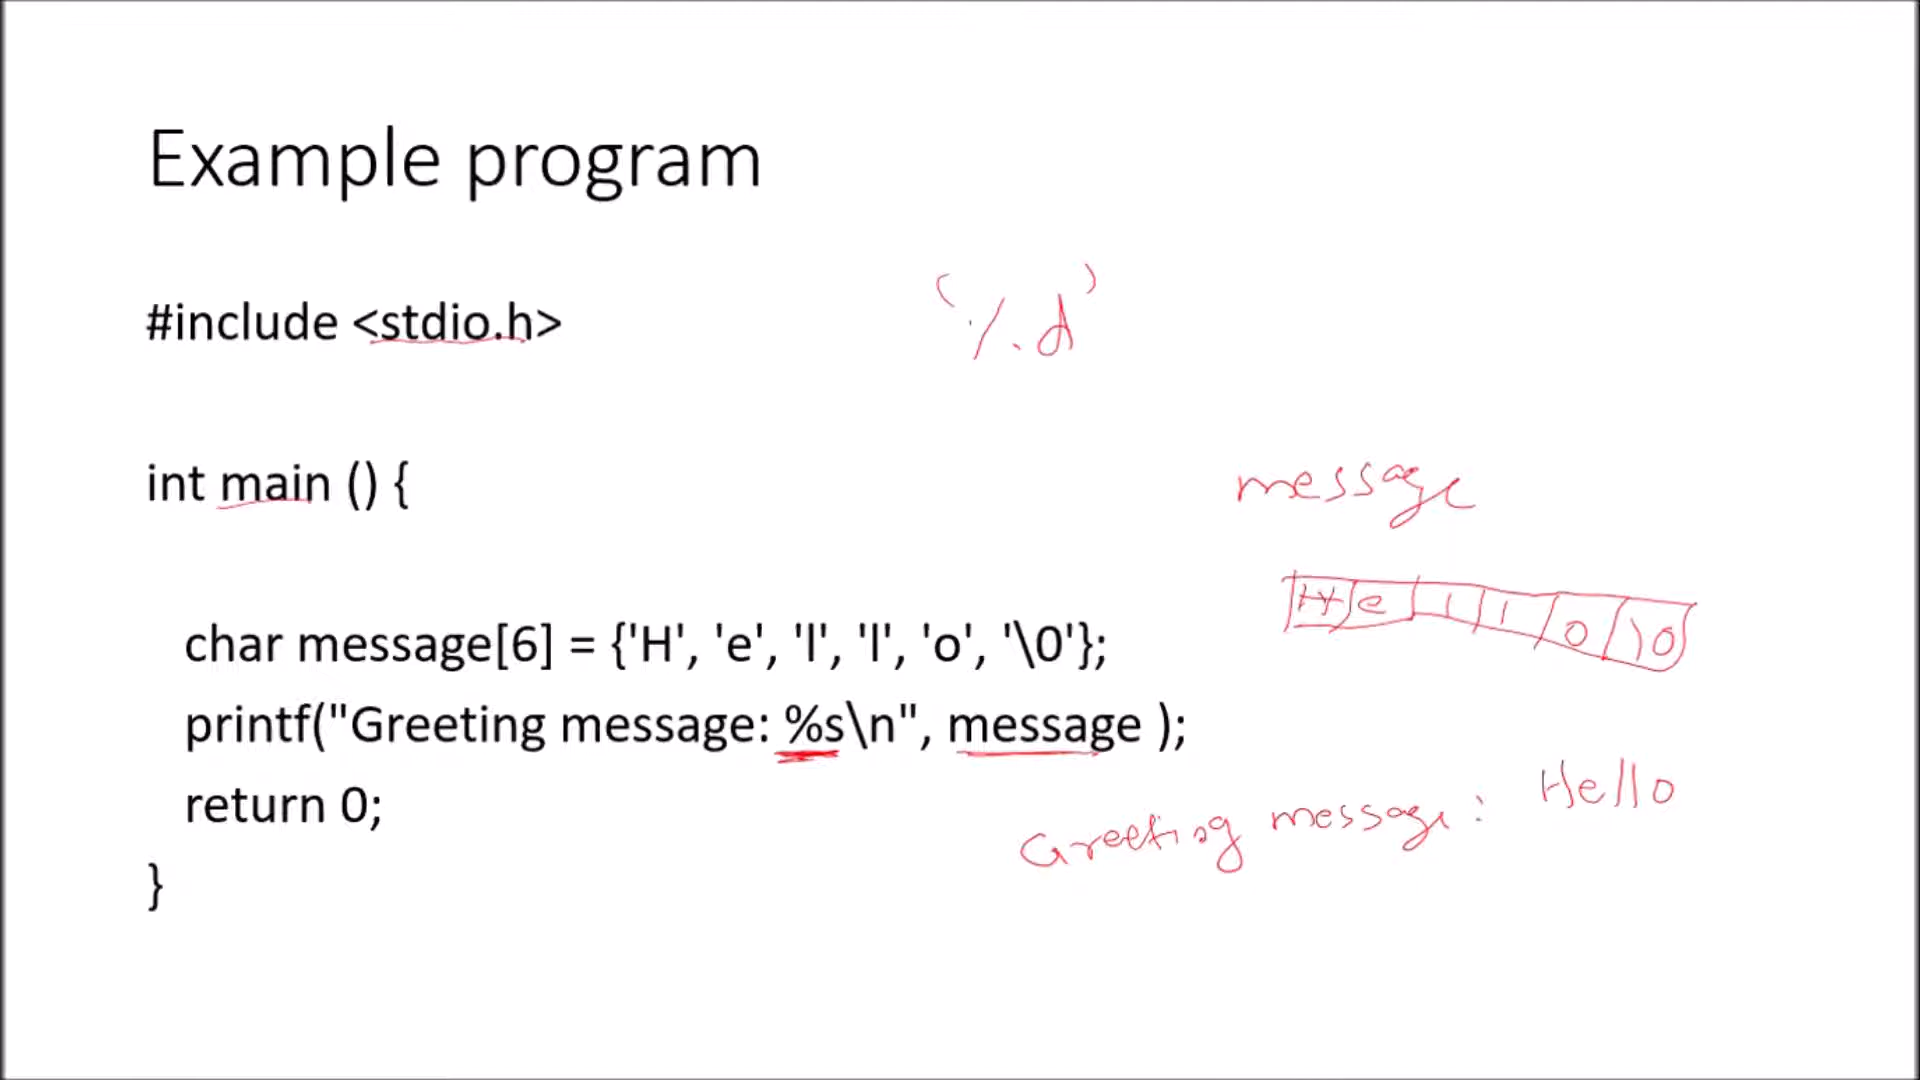 Example program
#include <stdio.h>
"%d"
int main () {
message
H e l l o \0
char message[6] = {'H', 'e', 'l', 'l', 'o', '\0'};
printf("Greeting message: %s\n", message );
return 0;
Greeting message: Hello
}